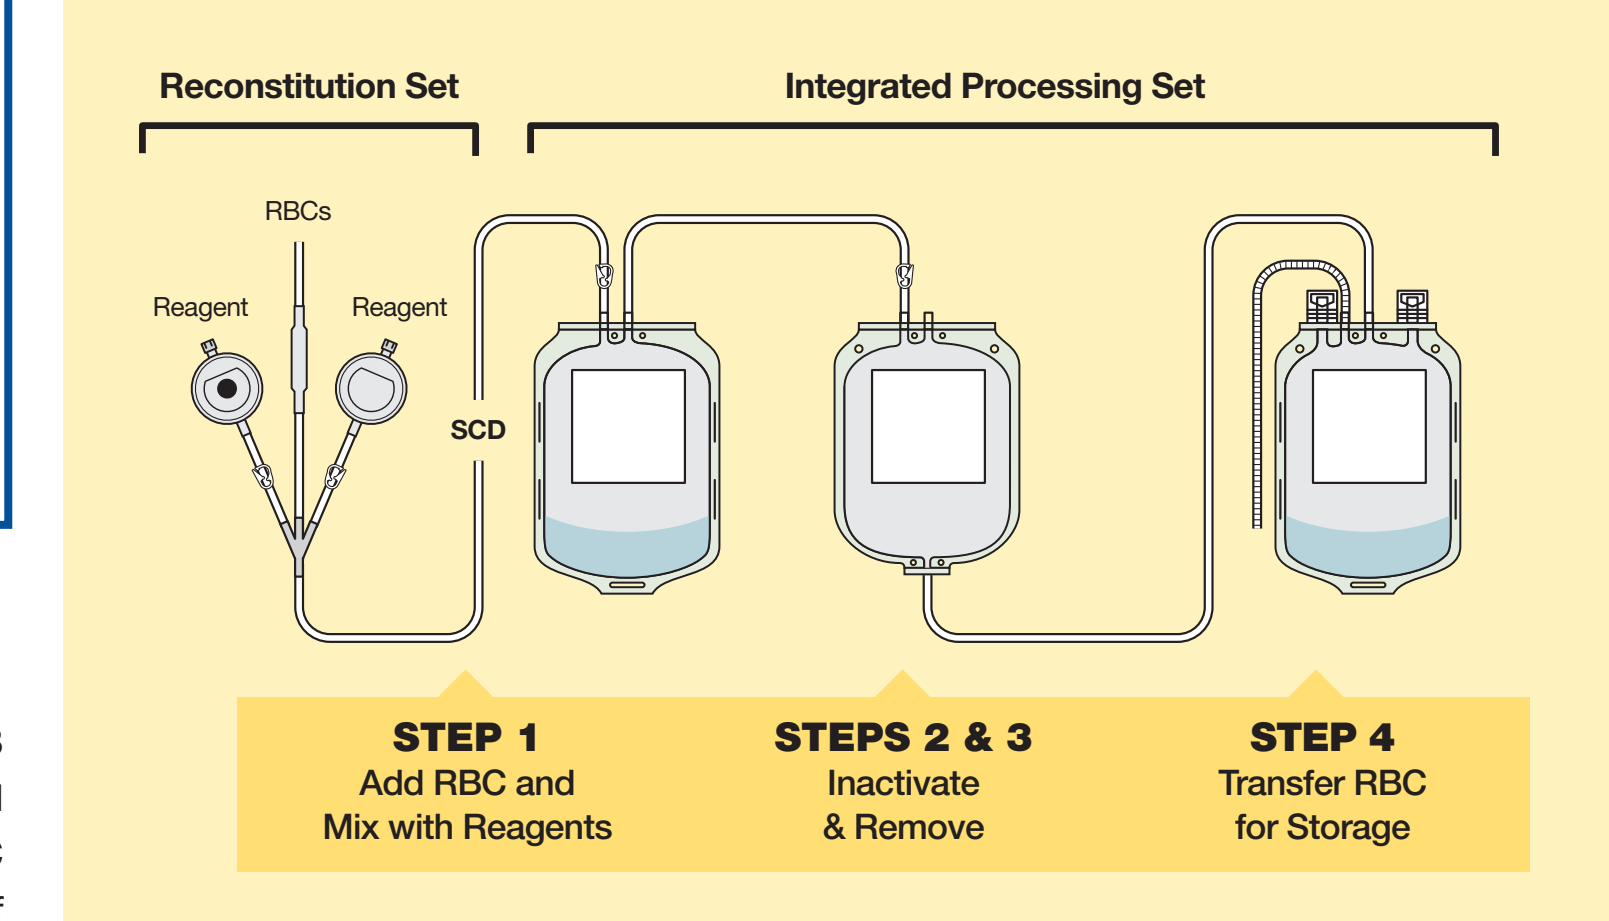 Reconstitution Set
Integrated Processing Set
RBCs
Reagent
Reagent
SCD
STEP 1
Add RBC and
Mix with Reagents
STEPS 2 & 3
Inactivate
& Remove
STEP 4
Transfer RBC
for Storage